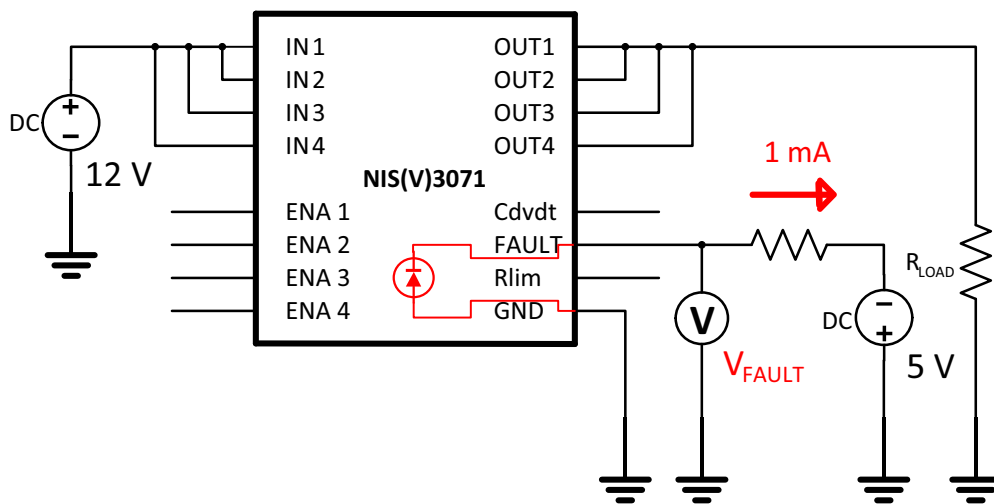 IN1
OUT1
IN2
OUT2
IN3
OUT3
IN4
OUT4
DC
+
−
12 V
NIS(V)3071
1 mA
ENA 1
Cdvdt
ENA 2
FAULT
ENA 3
Rlim
ENA 4
GND
V
VFAULT
DC
−
+
5 V
RLOAD